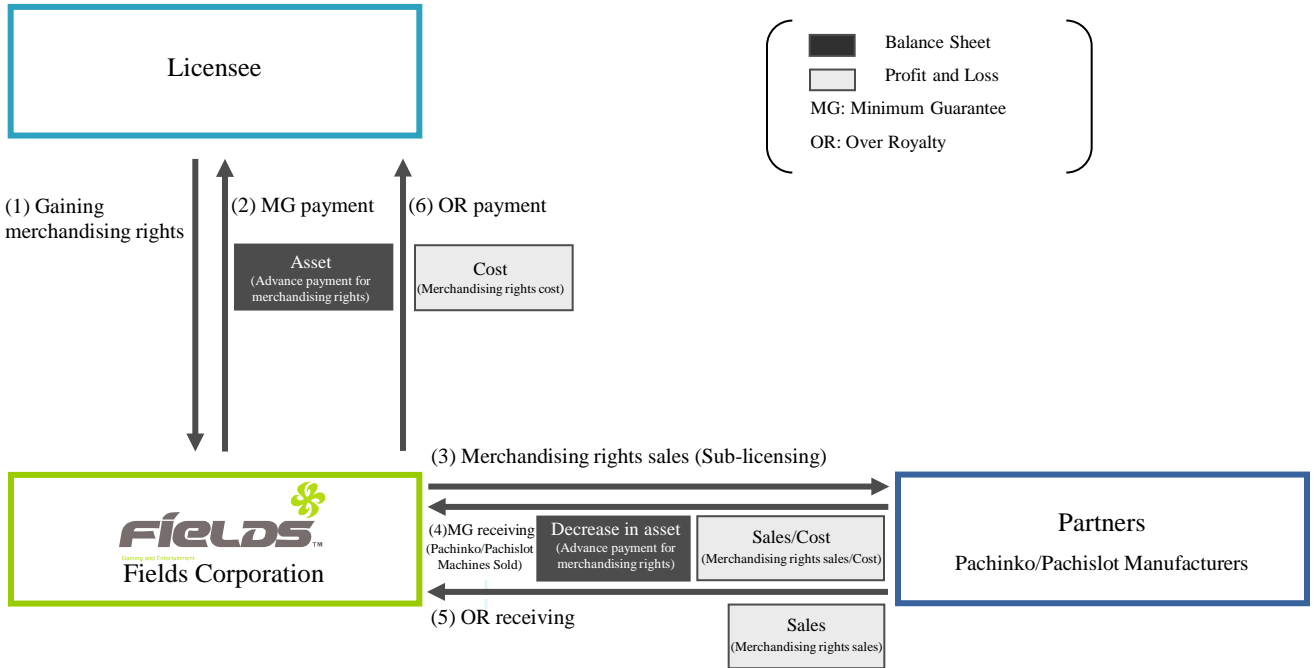 Licensee
Balance Sheet
Profit and Loss
MG: Minimum Guarantee
OR: Over Royalty
(1) Gaining
merchandising rights
(2) MG payment
(6) OR payment
Asset
(Advance payment for
merchandising rights)
Cost
(Merchandising rights cost)
(3) Merchandising rights sales (Sub-licensing)
FIELDS TM
Gaming and Entertainment
Fields Corporation
(4)MG receiving
(Pachinko/Pachislot
Machines Sold)
Decrease in asset
(Advance payment for
merchandising rights)
Sales/Cost
(Merchandising rights sales/Cost)
Partners
Pachinko/Pachislot Manufacturers
(5) OR receiving
Sales
(Merchandising rights sales)